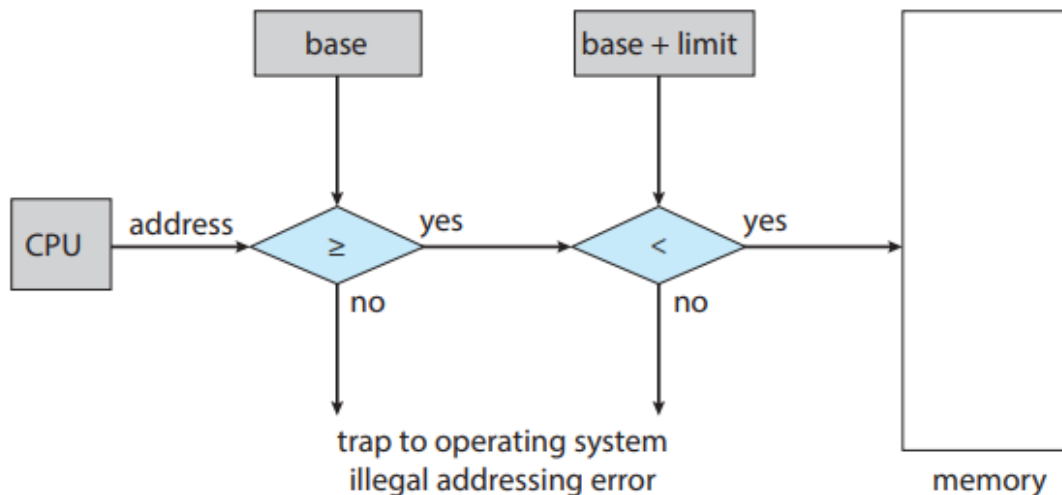 base
base + limit
CPU
address
≥
yes
<
yes
no
no
trap to operating system
illegal addressing error
memory